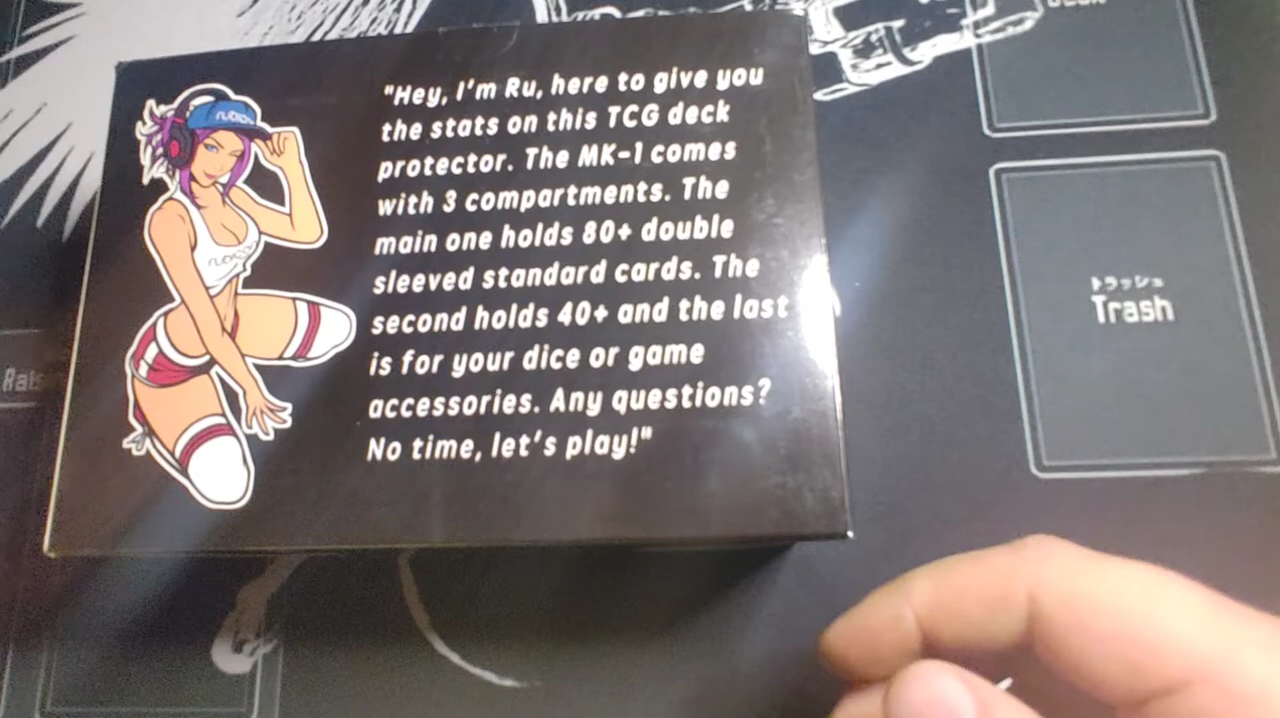 "Hey, I'm Ru, here to give you
the stats on this TCG deck
protector. The MK-1 comes
with 3 compartments. The
main one holds 80+ double
sleeved standard cards. The
second holds 40+ and the last
is for your dice or game
accessories. Any questions?
No time, let's play!"
トラッシュ
Trash